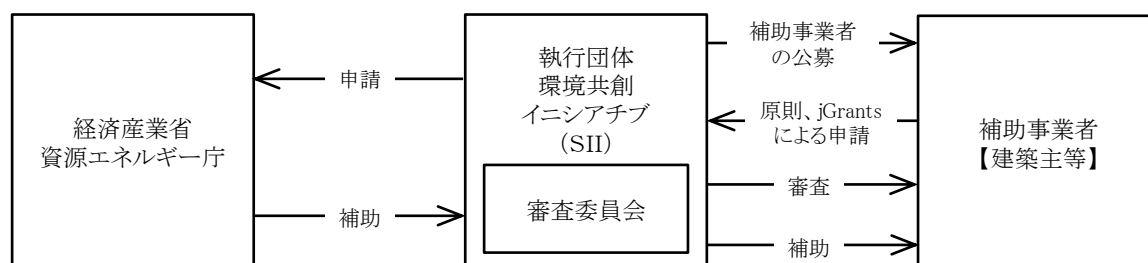 経済産業省
資源エネルギー庁
申請
補助
執行団体
環境共創
イニシアチブ
（SII）
審査委員会
補助事業者
の公募
原則、jGrants
による申請
審査
補助
補助事業者
【建築主等】